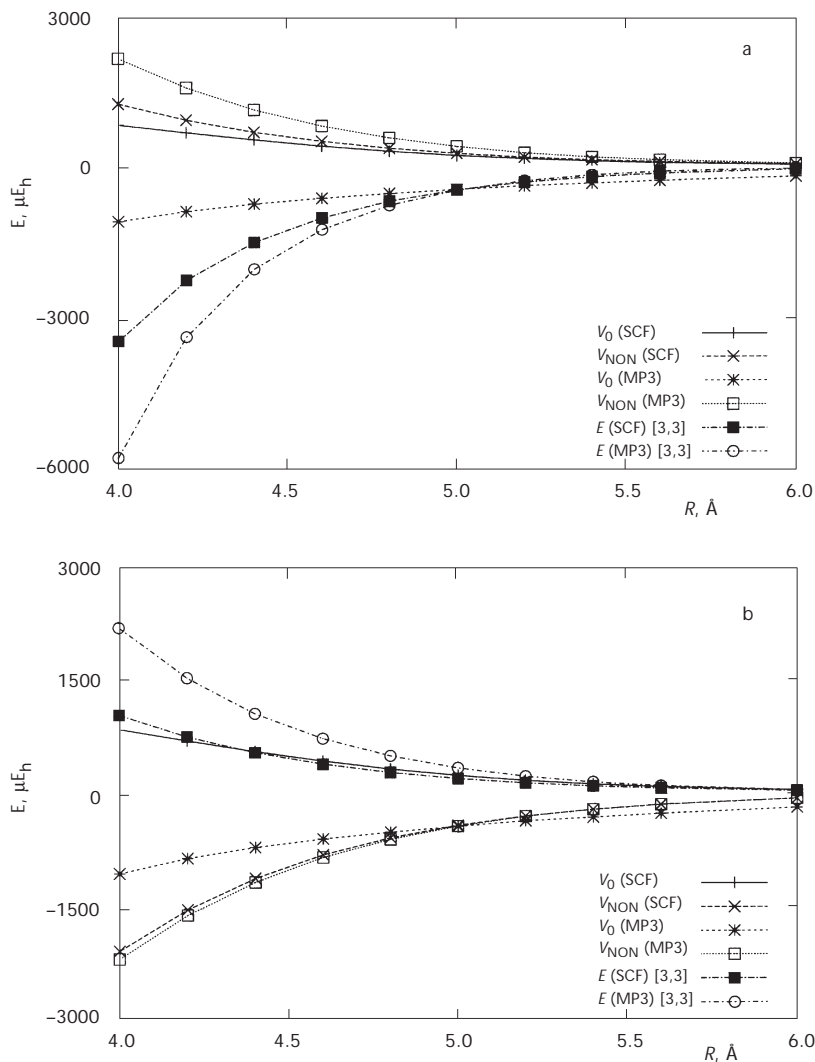 3000
a
0
E, µEh
−3000
V0 (SCF)
VNON (SCF)
V0 (MP3)
VNON (MP3)
E (SCF) [3,3]
E (MP3) [3,3]
−6000
4.0 4.5 5.0 5.5 6.0
R, Å
3000
b
1500
E, µEh
0
−1500
V0 (SCF)
VNON (SCF)
V0 (MP3)
VNON (MP3)
E (SCF) [3,3]
E (MP3) [3,3]
−3000
4.0 4.5 5.0 5.5 6.0
R, Å